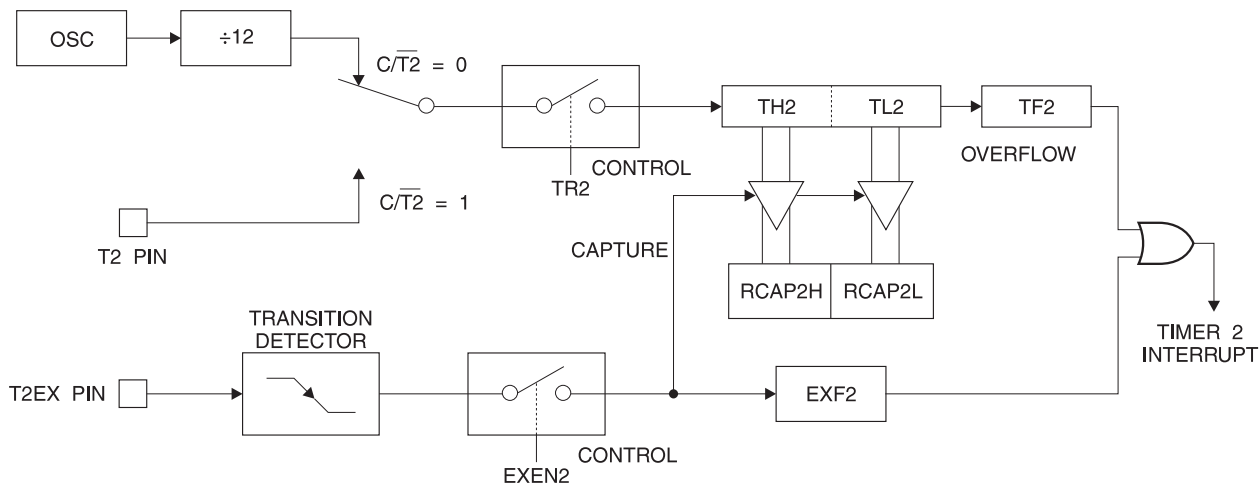 OSC
÷12
C/T2̅ = 0
TH2
TL2
TF2
OVERFLOW
CONTROL
TR2
C/T2̅ = 1
T2 PIN
CAPTURE
RCAP2H
RCAP2L
TRANSITION
DETECTOR
TIMER 2
INTERRUPT
T2EX PIN
EXF2
CONTROL
EXEN2